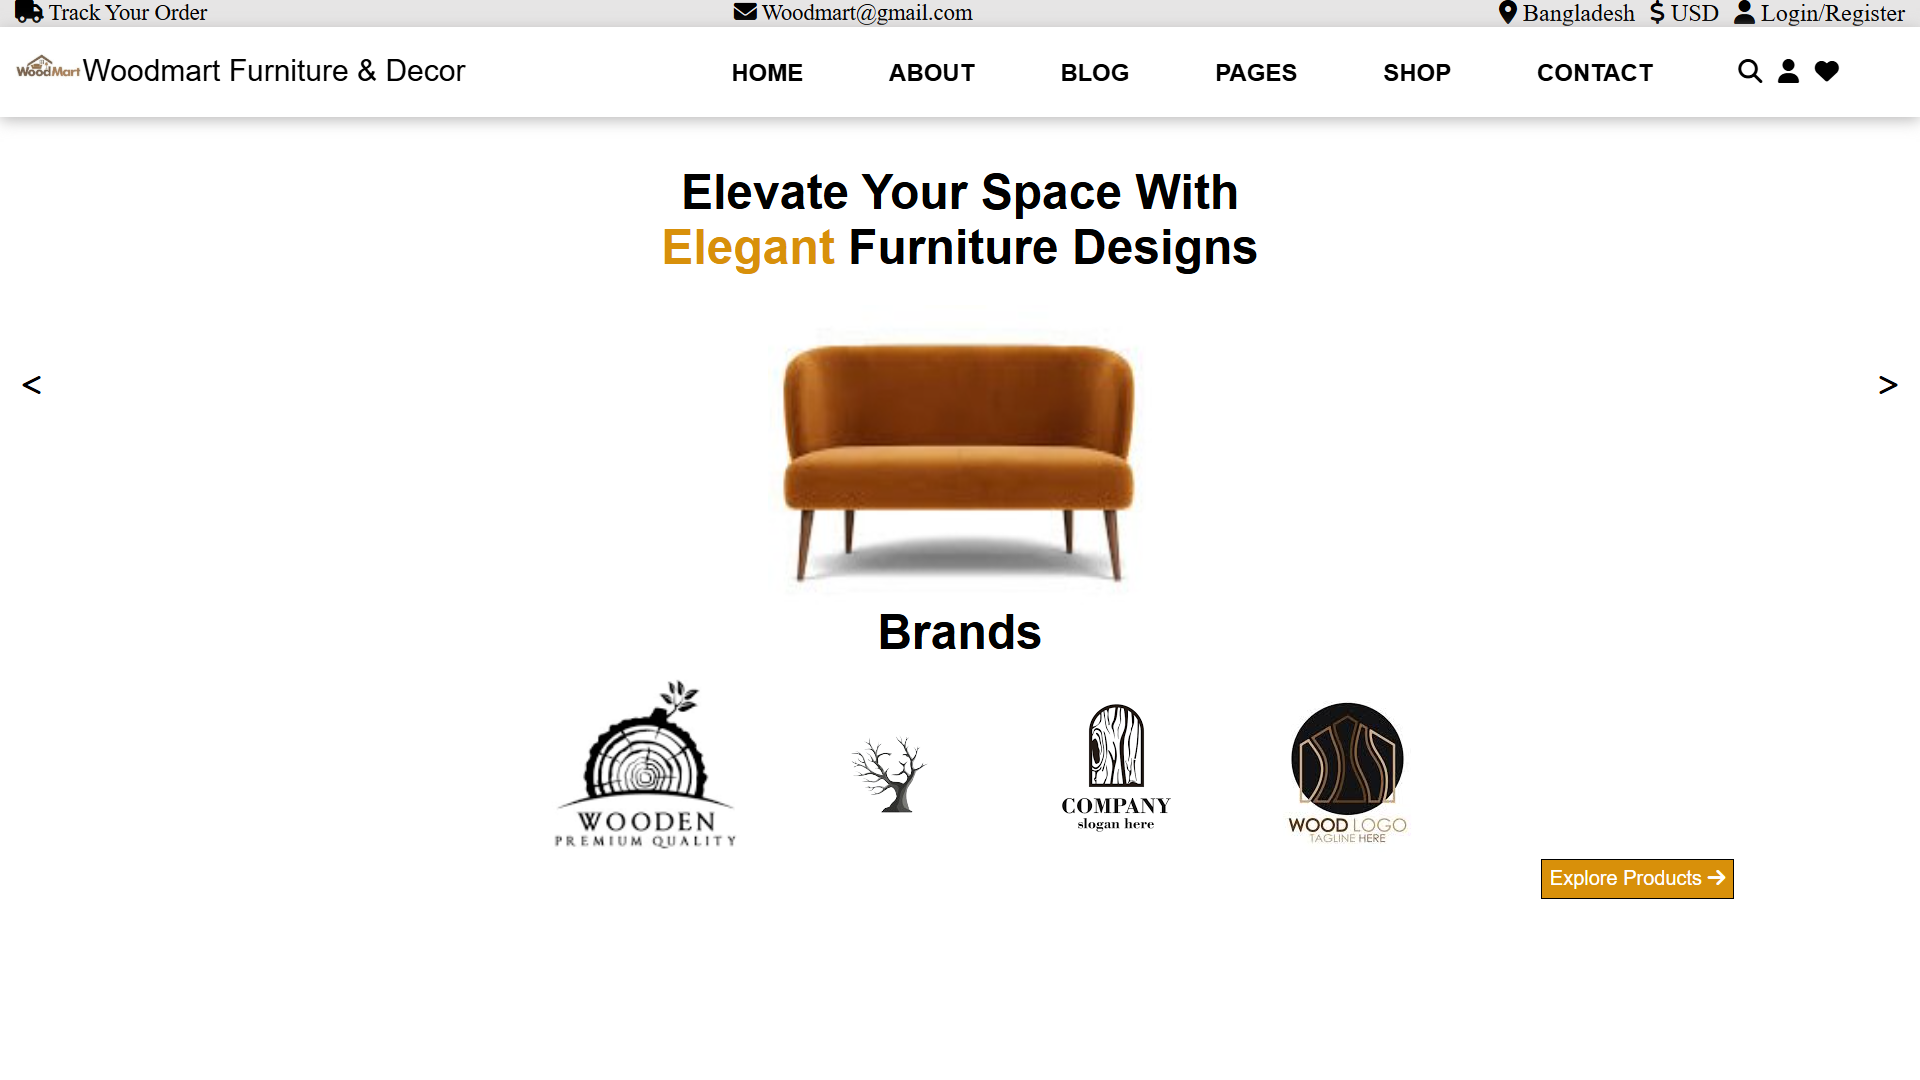 Track Your Order
Woodmart@gmail.com
Bangladesh $ USD Login/Register
WoodMart Woodmart Furniture & Decor
HOME ABOUT BLOG PAGES SHOP CONTACT
Elevate Your Space With
Elegant Furniture Designs
< >
Brands
WOODEN
PREMIUM QUALITY
COMPANY
slogan here
WOOD LOGO
TAGLINE HERE
Explore Products →